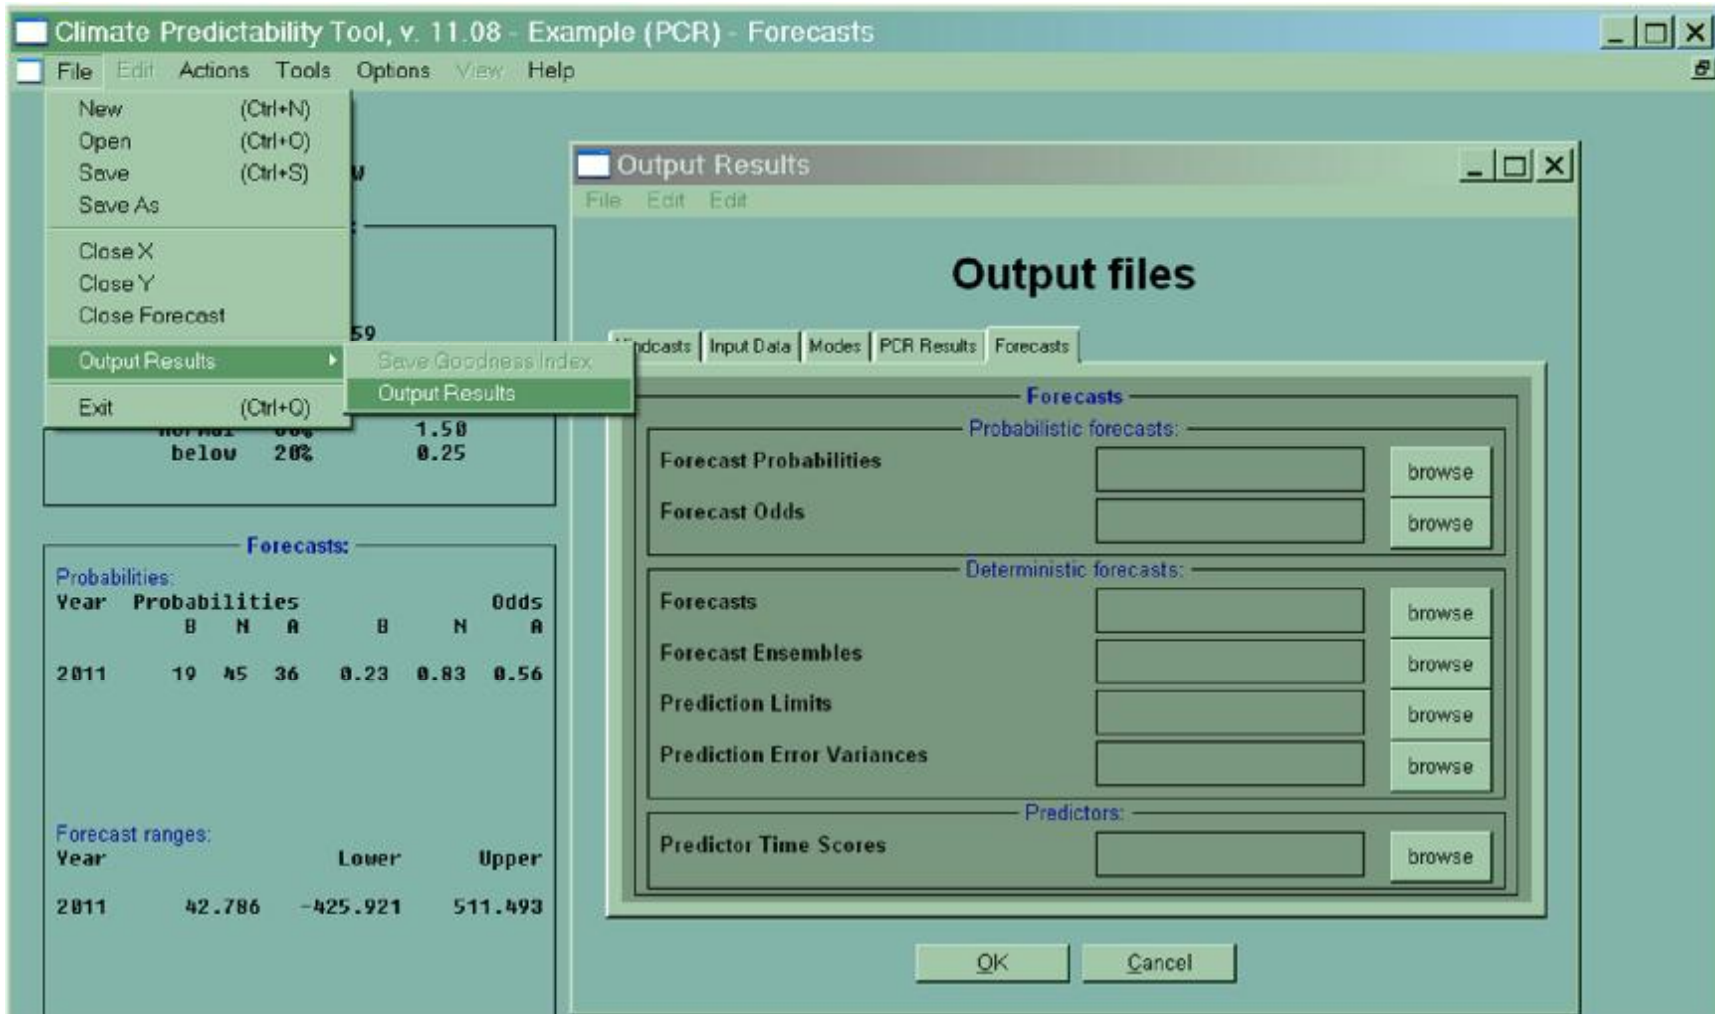 Climate Predictability Tool, v. 11.08 - Example (PCR) - Forecasts
File Edit Actions Tools Options View Help
New (Ctrl+N)
Open (Ctrl+O)
Save (Ctrl+S)
Save As
Close X
Close Y
Close Forecast
Output Results
Exit (Ctrl+Q)
Save Goodness Index
Output Results
59
1.50
below 20% 0.25
Forecasts:
Probabilities:
Year Probabilities Odds
B N A B N A
2011 19 45 36 0.23 0.83 0.56
Forecast ranges:
Year Lower Upper
2011 42.786 -425.921 511.493
Output Results
File Edit Edit
Output files
Input Data Modes PCR Results Forecasts
Forecasts
Probabilistic forecasts:
Forecast Probabilities browse
Forecast Odds browse
Deterministic forecasts:
Forecasts browse
Forecast Ensembles browse
Prediction Limits browse
Prediction Error Variances browse
Predictors:
Predictor Time Scores browse
OK Cancel